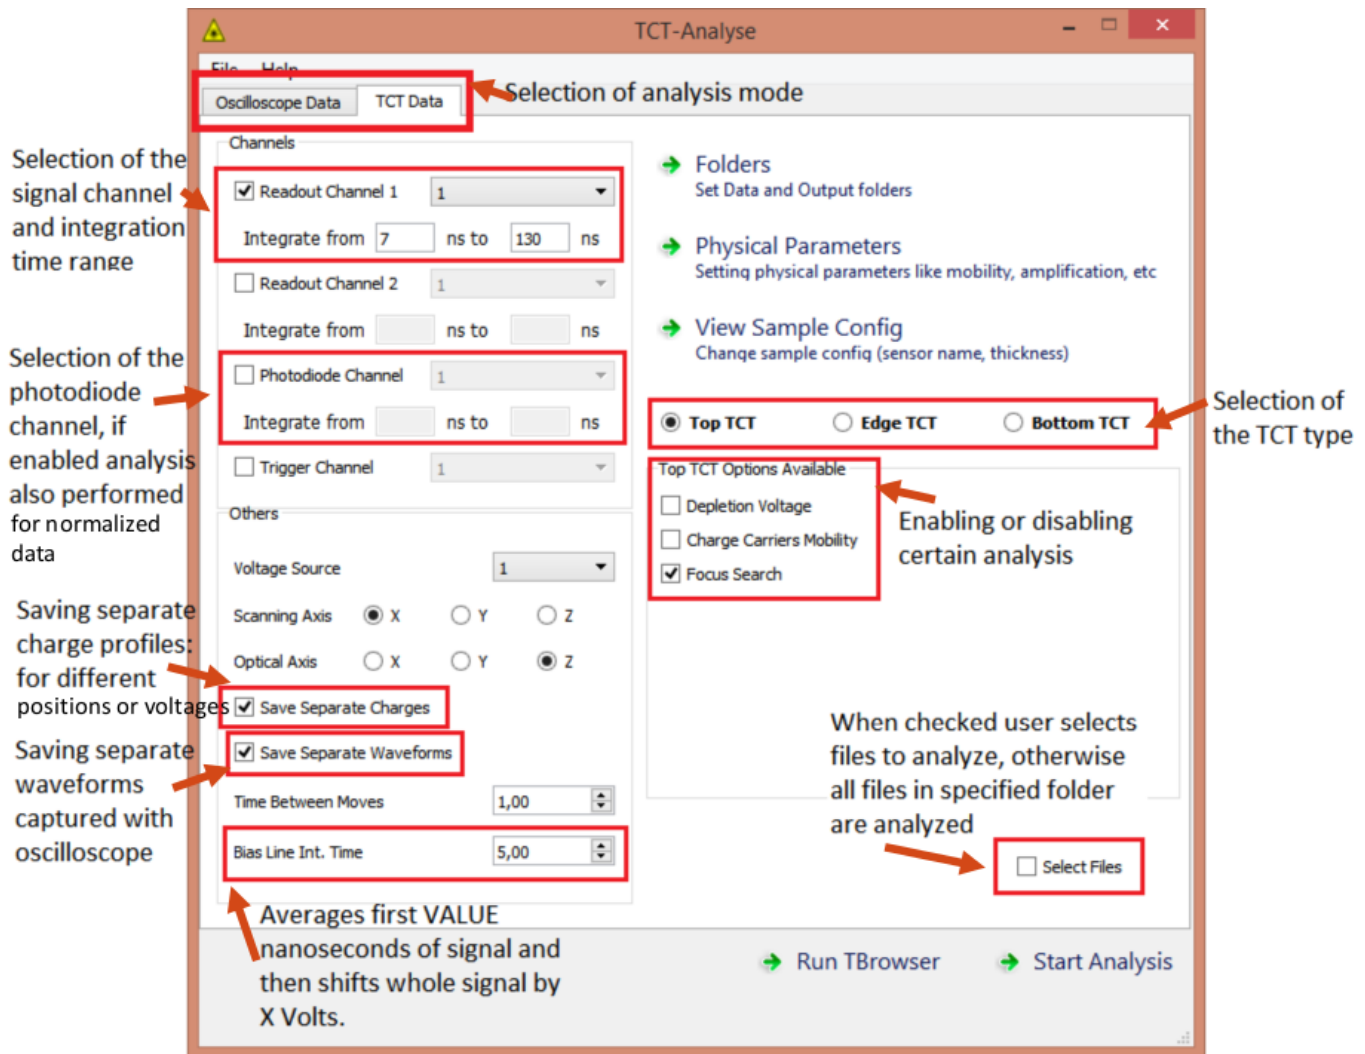 TCT-Analyse
File Help
Selection of analysis mode
Oscilloscope Data TCT Data
Channels
Selection of the
signal channel
and integration
time range
Readout Channel 1 1
Integrate from 7 ns to 130 ns
Readout Channel 2 1
Integrate from ns to ns
Selection of the
photodiode
channel, if
enabled analysis
also performed
for normalized
data
Photodiode Channel 1
Integrate from ns to ns
Trigger Channel 1
Others
Voltage Source 1
Scanning Axis X Y Z
Optical Axis X Y Z
Saving separate
charge profiles:
for different
positions or voltages
Save Separate Charges
Saving separate
waveforms
captured with
oscilloscope
Save Separate Waveforms
Time Between Moves 1,00
Bias Line Int. Time 5,00
Averages first VALUE
nanoseconds of signal and
then shifts whole signal by
X Volts.
Folders
Set Data and Output folders
Physical Parameters
Setting physical parameters like mobility, amplification, etc
View Sample Config
Change sample config (sensor name, thickness)
Top TCT Edge TCT Bottom TCT
Selection of
the TCT type
Top TCT Options Available
Depletion Voltage
Charge Carriers Mobility
Focus Search
Enabling or disabling
certain analysis
When checked user selects
files to analyze, otherwise
all files in specified folder
are analyzed
Select Files
Run TBrowser Start Analysis